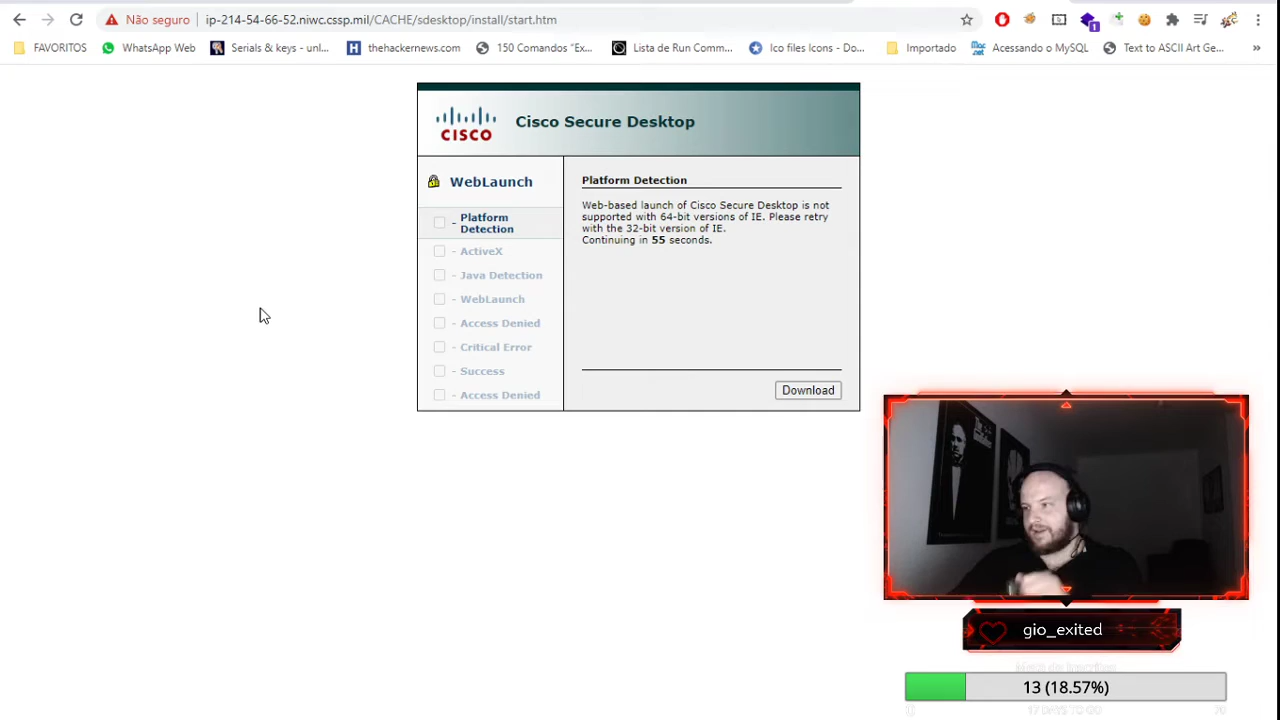 Não seguro
ip-214-54-66-52.niwc.cssp.mil/CACHE/sdesktop/install/start.htm
1
FAVORITOS
WhatsApp Web
Serials & keys - unl...
thehackernews.com
150 Comandos "Ex...
Lista de Run Comm...
Ico files Icons - Do...
Importado
Acessando o MySQL
Text to ASCII Art Ge...
»
CISCO
Cisco Secure Desktop
WebLaunch
- Platform
Detection
- ActiveX
- Java Detection
- WebLaunch
- Access Denied
- Critical Error
- Success
- Access Denied
Platform Detection
Web-based launch of Cisco Secure Desktop is not
supported with 64-bit versions of IE. Please retry
with the 32-bit version of IE.
Continuing in 55 seconds.
Download
gio_exited
13 (18.57%)